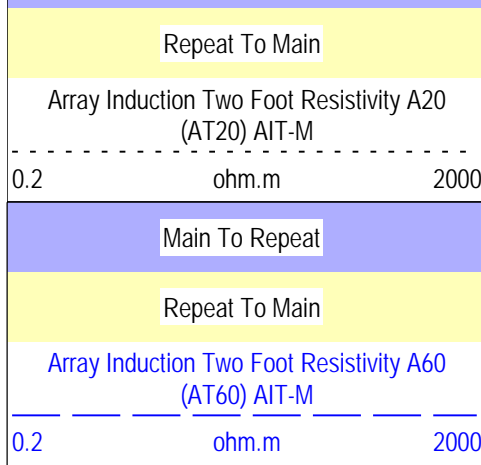 Repeat To Main
Array Induction Two Foot Resistivity A20
(AT20) AIT-M
0.2 ohm.m 2000
Main To Repeat
Repeat To Main
Array Induction Two Foot Resistivity A60
(AT60) AIT-M
0.2 ohm.m 2000